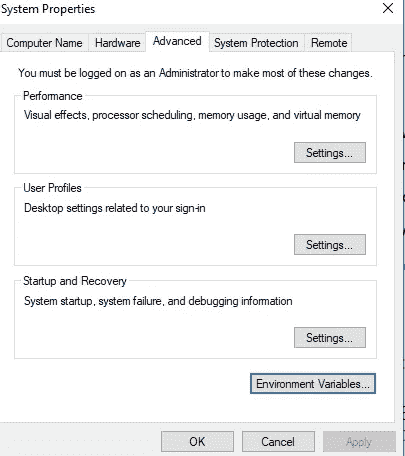 System Properties
Computer Name Hardware Advanced System Protection Remote
You must be logged on as an Administrator to make most of these changes.
Performance
Visual effects, processor scheduling, memory usage, and virtual memory
Settings...
User Profiles
Desktop settings related to your sign-in
Settings...
Startup and Recovery
System startup, system failure, and debugging information
Settings...
Environment Variables...
OK Cancel Apply